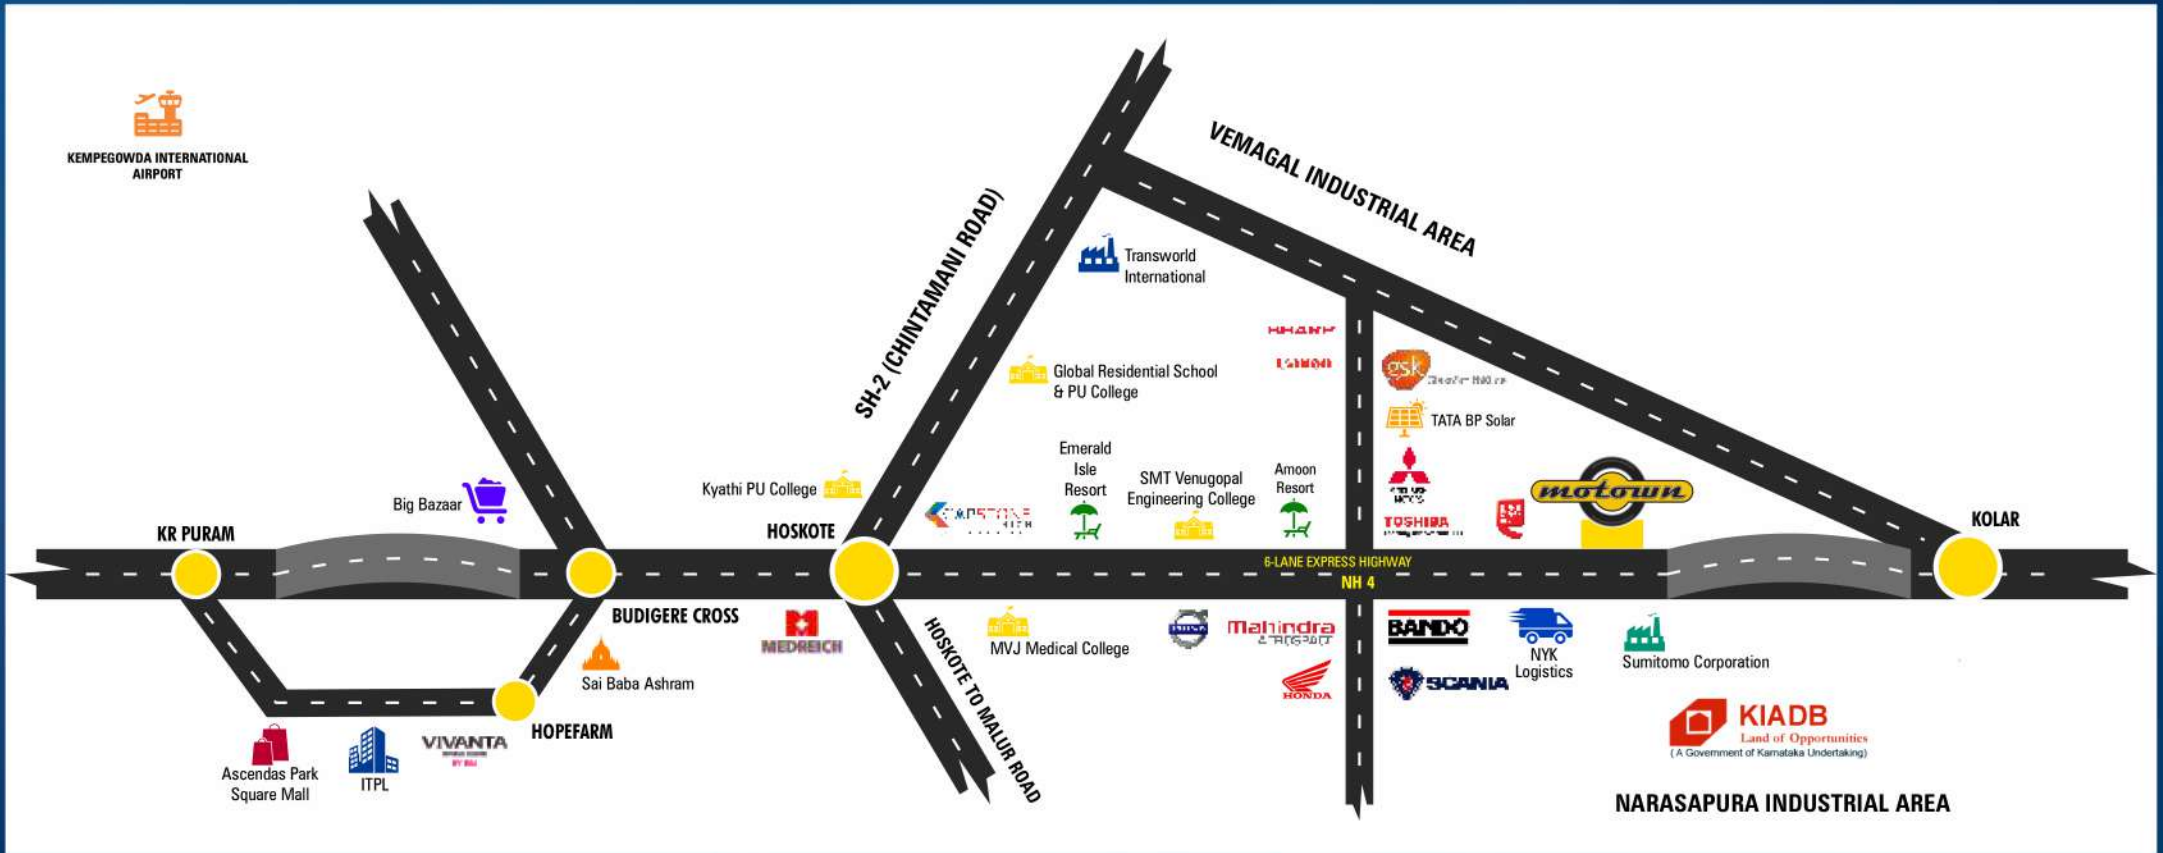 KEMPEGOWDA INTERNATIONAL
AIRPORT
VEMAGAL INDUSTRIAL AREA
SH-2 (CHINTAMANI ROAD)
Transworld
International
Global Residential School
& PU College
gsk
TATA BP Solar
Emerald
Isle
Resort
SMT Venugopal
Engineering College
Amoon
Resort
Kyathi PU College
Big Bazaar
motown
TOSHIBA
KR PURAM
HOSKOTE
KOLAR
6-LANE EXPRESS HIGHWAY
NH 4
BUDIGERE CROSS
MEDREICH
HOSKOTE TO MALUR ROAD
MVJ Medical College
Mahindra
BANDO
NYK
Logistics
Sumitomo Corporation
Sai Baba Ashram
HONDA
SCANIA
HOPEFARM
VIVANTA
Ascendas Park
Square Mall
ITPL
KIADB
Land of Opportunities
( A Government of Karnataka Undertaking)
NARASAPURA INDUSTRIAL AREA